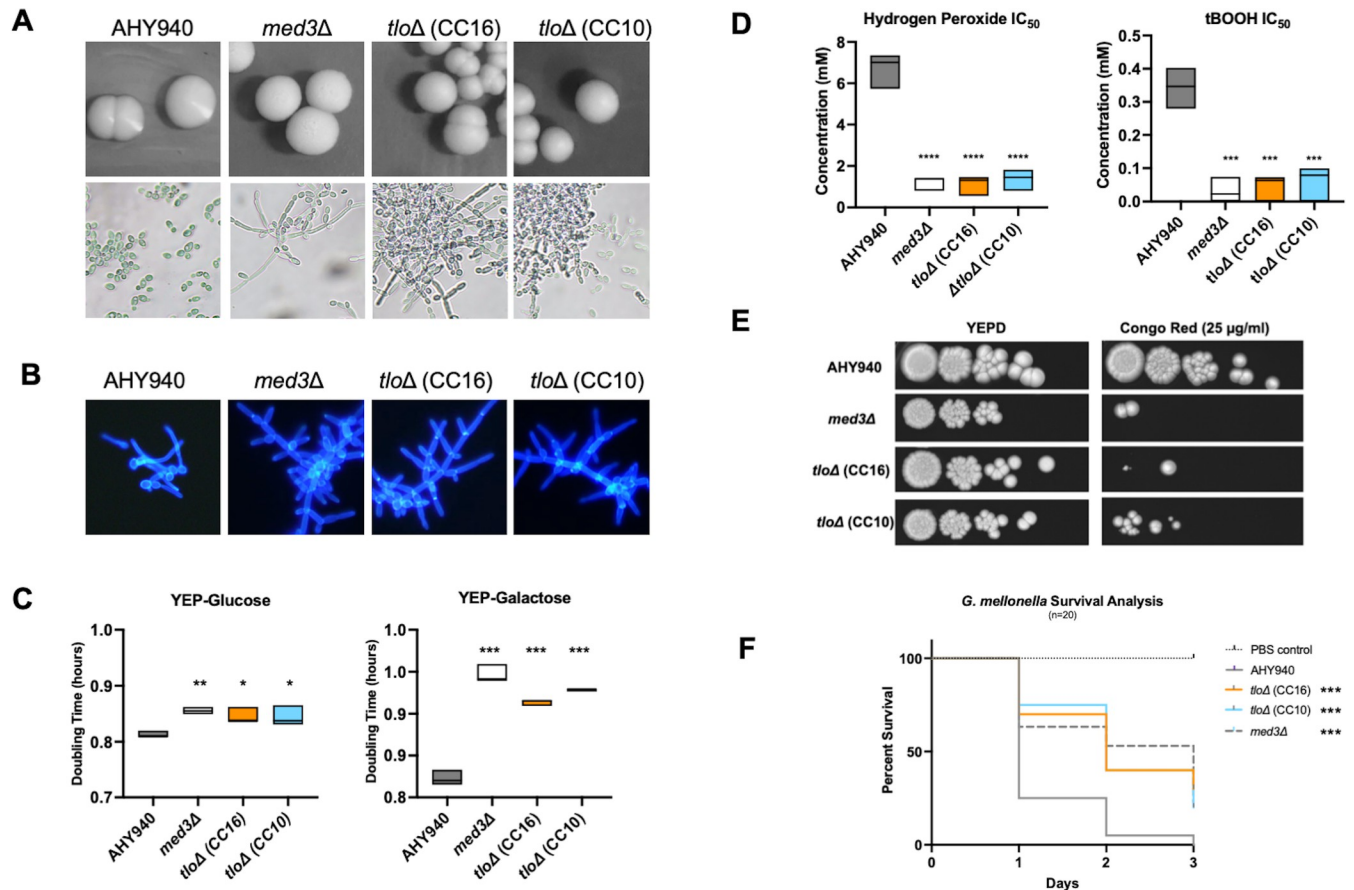 A
AHY940 med3Δ tloΔ (CC16) tloΔ (CC10)
B
AHY940 med3Δ tloΔ (CC16) tloΔ (CC10)
C
YEP-Glucose
Doubling Time (hours)
1.0
0.9
0.8
0.7
** * *
AHY940
med3Δ
tloΔ (CC16)
tloΔ (CC10)
YEP-Galactose
Doubling Time (hours)
1.0
1.0
0.9
0.9
0.8
*** *** ***
AHY940
med3Δ
tloΔ (CC16)
tloΔ (CC10)
D
Hydrogen Peroxide IC50
Concentration (mM)
8
6
4
2
0
**** **** ****
AHY940
med3Δ
tloΔ (CC16)
ΔtloΔ (CC10)
tBOOH IC50
Concentration (mM)
0.5
0.4
0.3
0.2
0.1
0.0
*** *** ***
AHY940
med3Δ
tloΔ (CC16)
tloΔ (CC10)
E
YEPD Congo Red (25 µg/ml)
AHY940
med3Δ
tloΔ (CC16)
tloΔ (CC10)
F
G. mellonella Survival Analysis
(n=20)
Percent Survival
100
50
0
0 1 2 3
Days
PBS control
AHY940
tloΔ (CC16) ***
tloΔ (CC10) ***
med3Δ ***